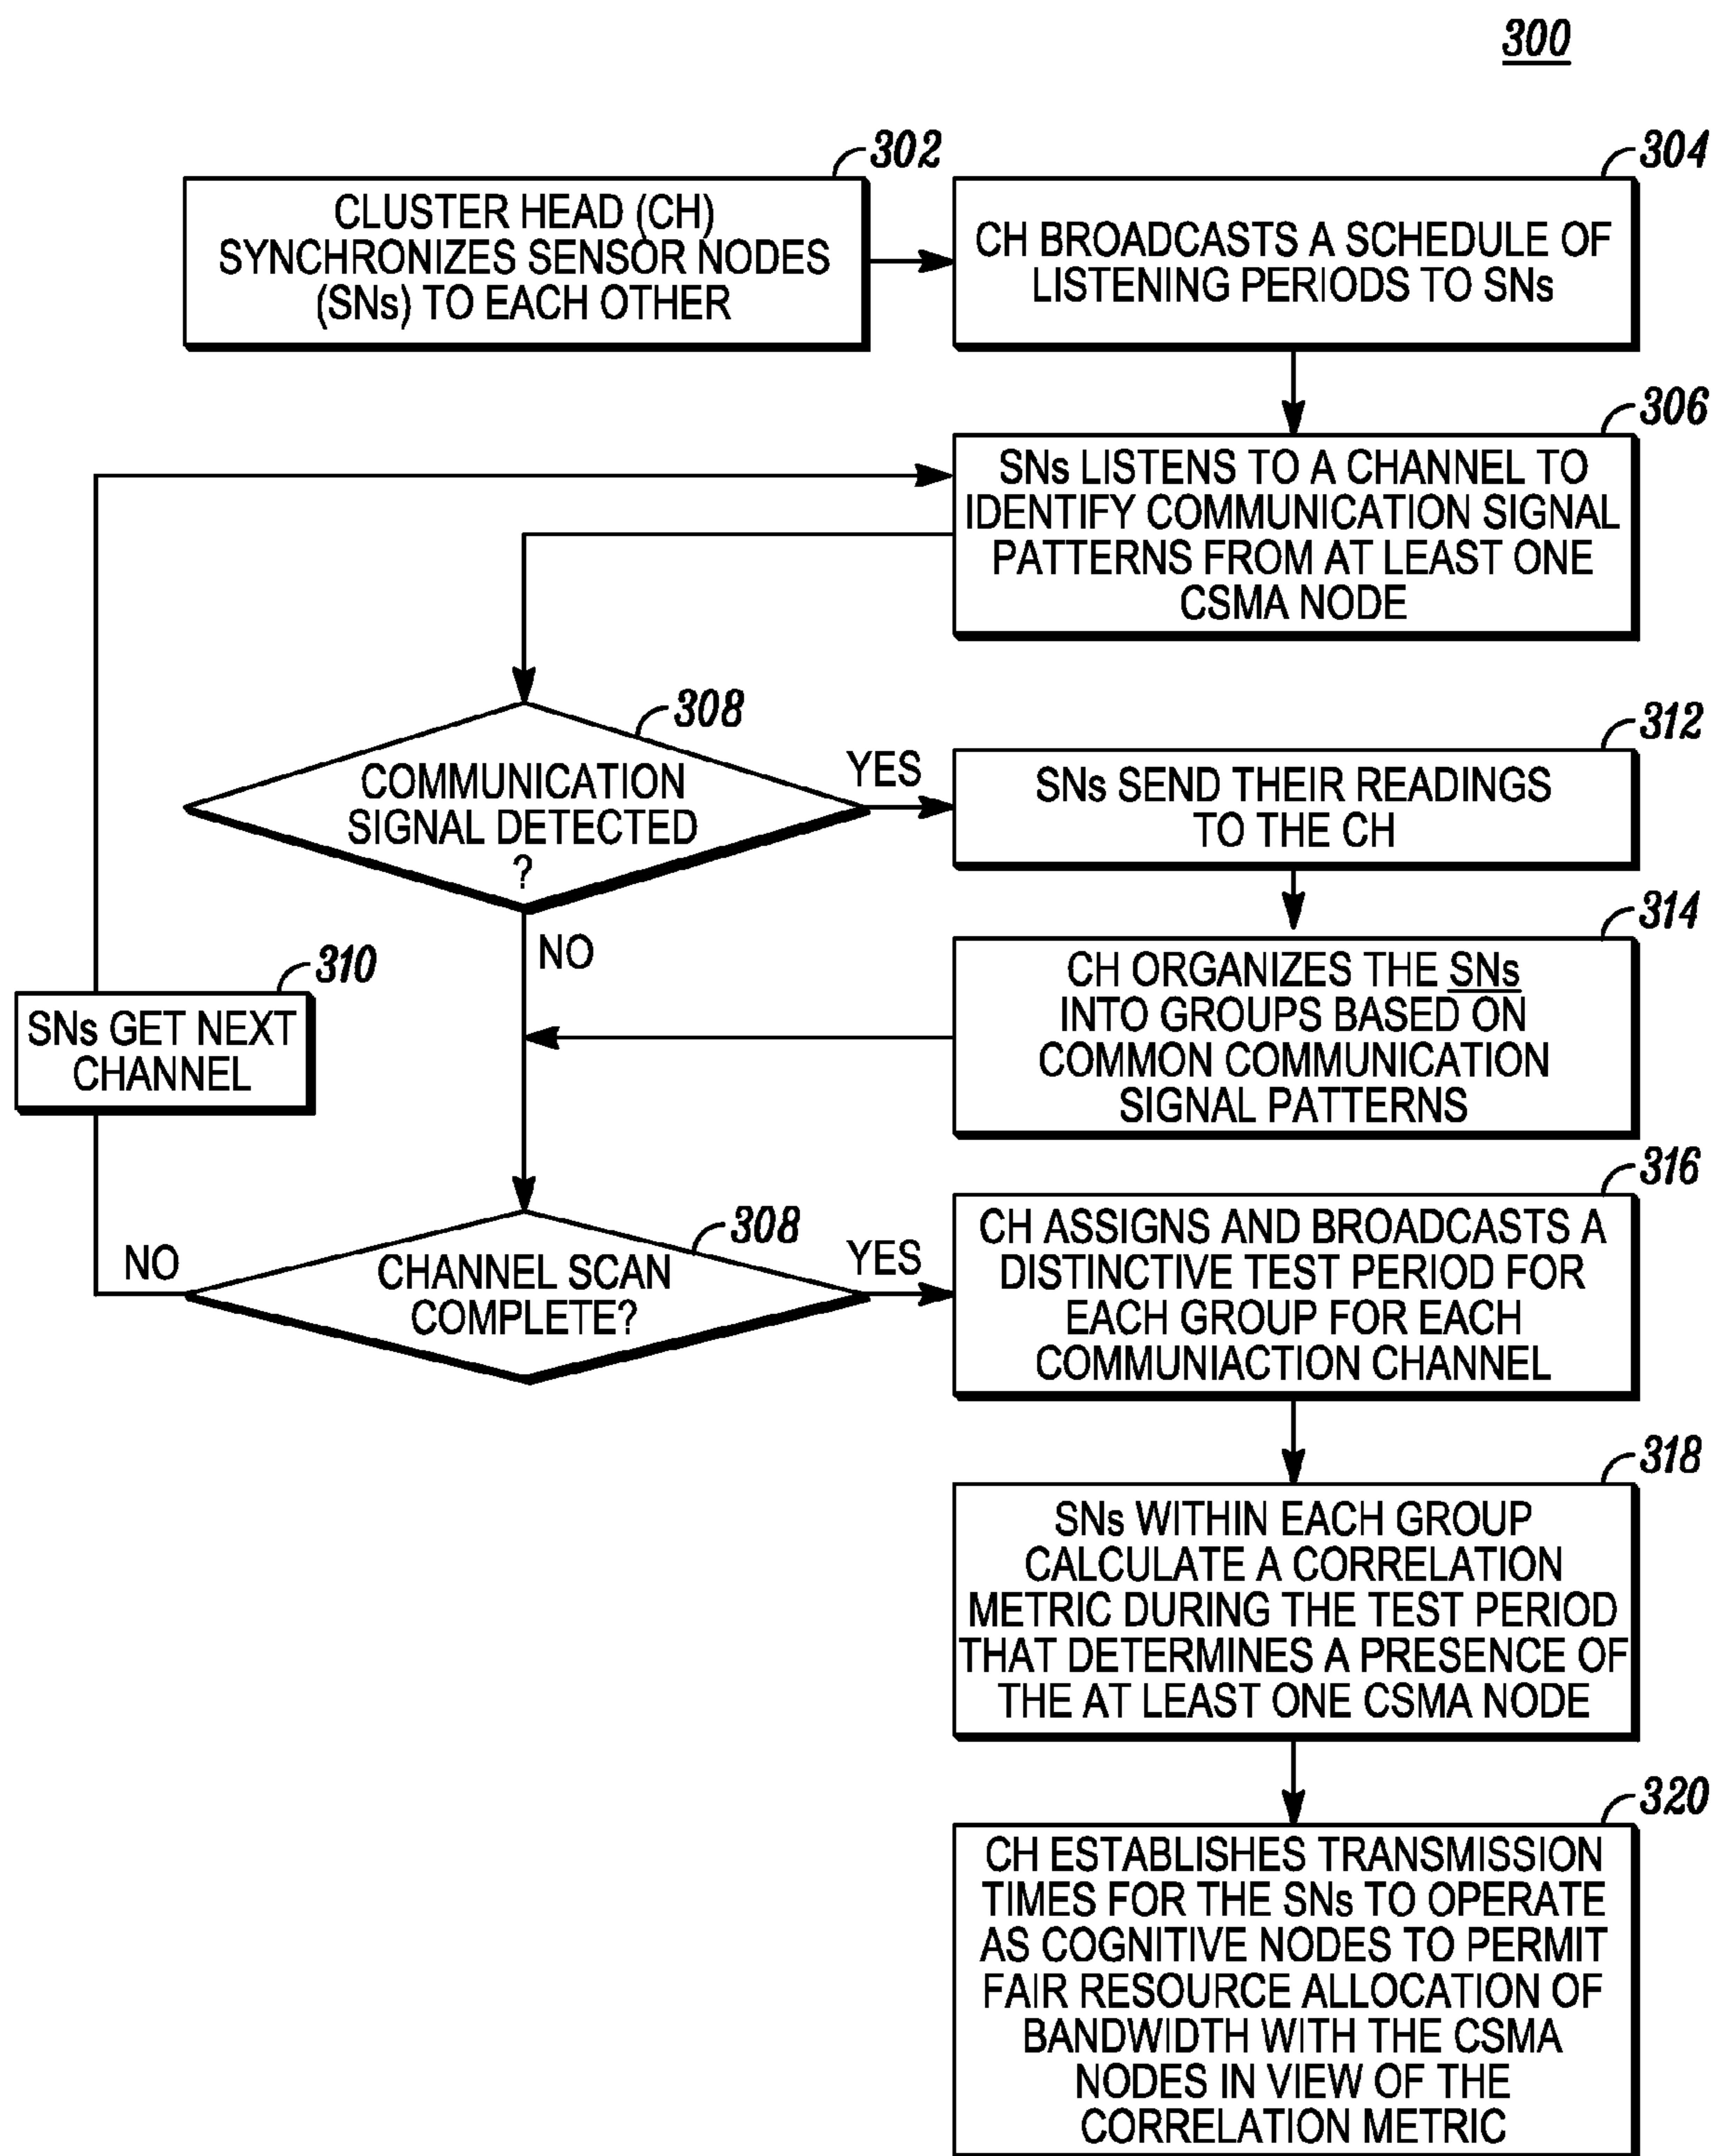 300
302
CLUSTER HEAD (CH)
SYNCHRONIZES SENSOR NODES
(SNs) TO EACH OTHER
304
CH BROADCASTS A SCHEDULE OF
LISTENING PERIODS TO SNs
306
SNs LISTENS TO A CHANNEL TO
IDENTIFY COMMUNICATION SIGNAL
PATTERNS FROM AT LEAST ONE
CSMA NODE
308
COMMUNICATION
SIGNAL DETECTED
?
YES
NO
312
SNs SEND THEIR READINGS
TO THE CH
314
CH ORGANIZES THE SNs
INTO GROUPS BASED ON
COMMON COMMUNICATION
SIGNAL PATTERNS
310
SNs GET NEXT
CHANNEL
308
CHANNEL SCAN
COMPLETE?
NO
YES
316
CH ASSIGNS AND BROADCASTS A
DISTINCTIVE TEST PERIOD FOR
EACH GROUP FOR EACH
COMMUNIACTION CHANNEL
318
SNs WITHIN EACH GROUP
CALCULATE A CORRELATION
METRIC DURING THE TEST PERIOD
THAT DETERMINES A PRESENCE OF
THE AT LEAST ONE CSMA NODE
320
CH ESTABLISHES TRANSMISSION
TIMES FOR THE SNs TO OPERATE
AS COGNITIVE NODES TO PERMIT
FAIR RESOURCE ALLOCATION OF
BANDWIDTH WITH THE CSMA
NODES IN VIEW OF THE
CORRELATION METRIC